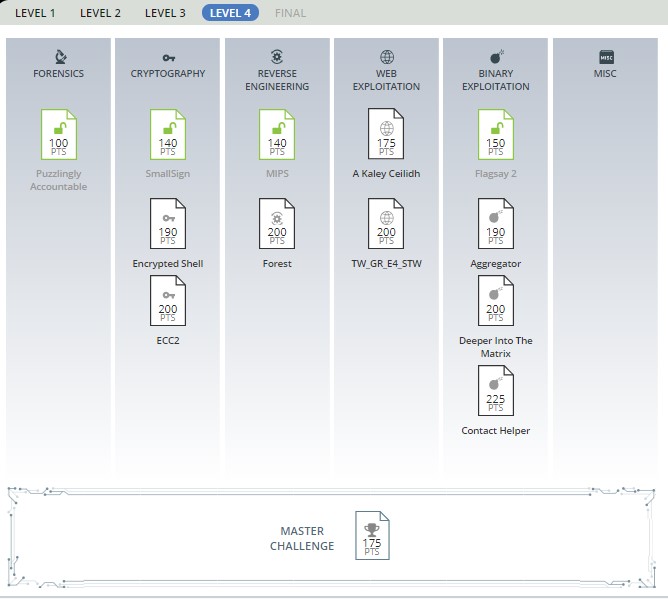 LEVEL 1 LEVEL 2 LEVEL 3 LEVEL 4 FINAL
FORENSICS
100
PTS
Puzzlingly
Accountable
CRYPTOGRAPHY
140
PTS
SmallSign
190
PTS
Encrypted Shell
200
PTS
ECC2
REVERSE
ENGINEERING
140
PTS
MIPS
200
PTS
Forest
WEB
EXPLOITATION
175
PTS
A Kaley Ceilidh
200
PTS
TW_GR_E4_STW
BINARY
EXPLOITATION
150
PTS
Flagsay 2
190
PTS
Aggregator
200
PTS
Deeper Into The
Matrix
225
PTS
Contact Helper
MISC
MISC
MASTER
CHALLENGE
175
PTS